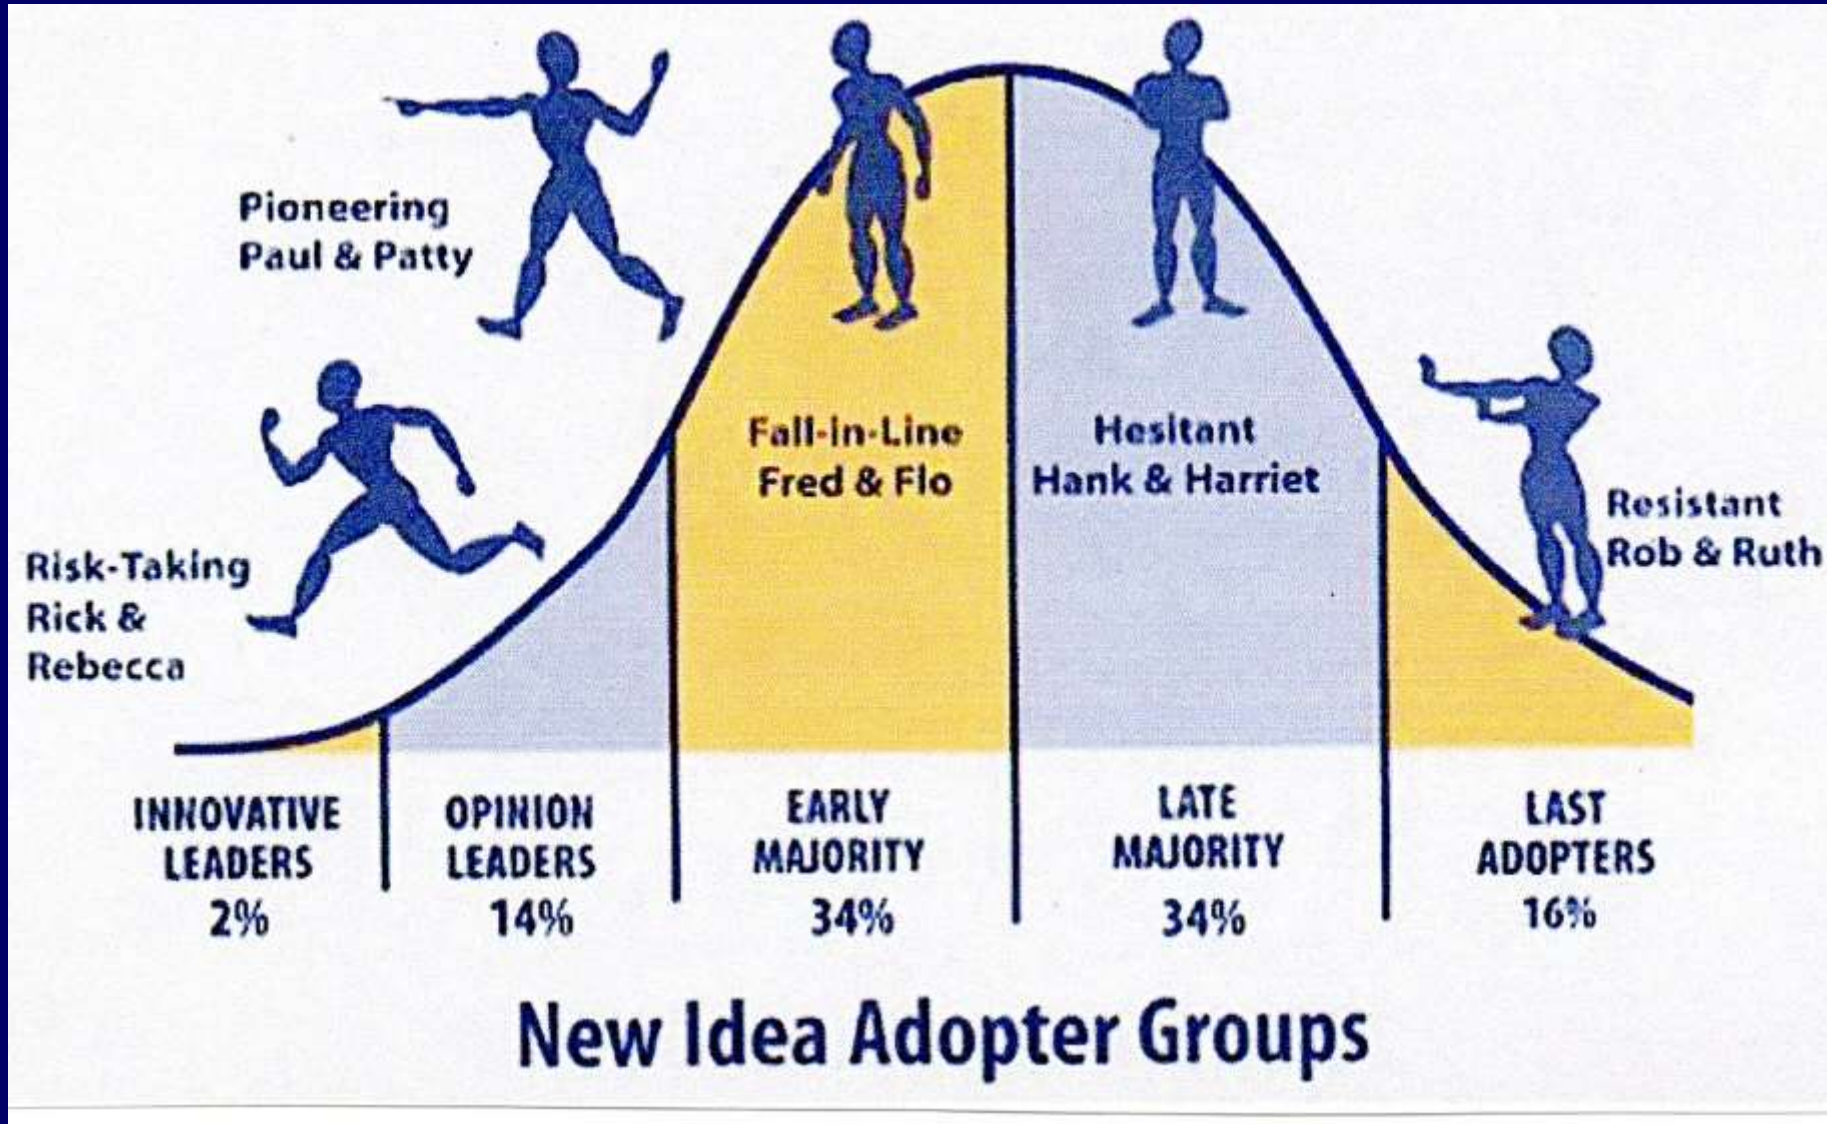 Pioneering
Paul & Patty
Risk-Taking
Rick &
Rebecca
Fall-in-Line
Fred & Flo
Hesitant
Hank & Harriet
Resistant
Rob & Ruth
INNOVATIVE
LEADERS
2%
OPINION
LEADERS
14%
EARLY
MAJORITY
34%
LATE
MAJORITY
34%
LAST
ADOPTERS
16%
New Idea Adopter Groups